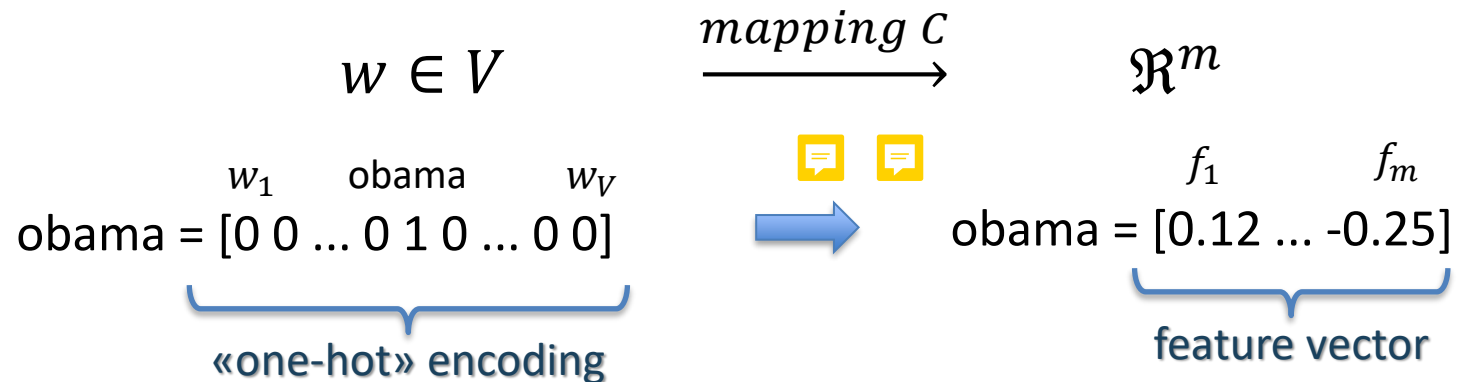 w ∈ V mapping C ℜ^m
w_1 obama w_V f_1 f_m
obama = [0 0 ... 0 1 0 ... 0 0] obama = [0.12 ... -0.25]
«one-hot» encoding feature vector